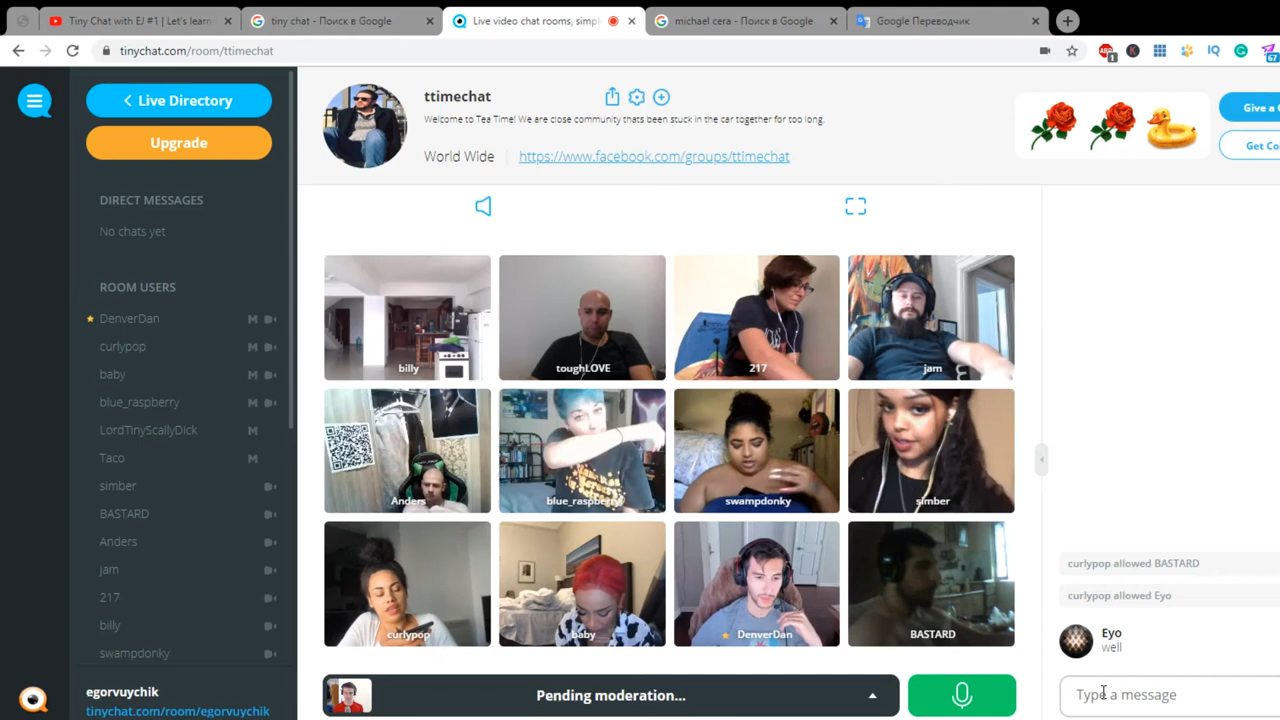 Tiny Chat with EJ #1 | Let's learn
tiny chat - Поиск в Google
Live video chat rooms, simpl
michael cera - Поиск в Google
Google Переводчик
tinychat.com/room/ttimechat
1
IQ
67
Live Directory
Upgrade
DIRECT MESSAGES
No chats yet
ROOM USERS
DenverDan M
curlypop M
baby M
blue_raspberry M
LordTinyScallyDick M
Taco M
simber
BASTARD
Anders
jam
217
billy
swampdonky
egorvuychik
tinychat.com/room/egorvuychik
ttimechat
Welcome to Tea Time! We are close community thats been stuck in the car together for too long.
World Wide
https://www.facebook.com/groups/ttimechat
Give a G
Get Co
billy
toughLOVE
217
jam
Anders
blue_raspberry
swampdonky
simber
curlypop
baby
DenverDan
BASTARD
Pending moderation...
curlypop allowed BASTARD
curlypop allowed Eyo
Eyo
well
Type a message